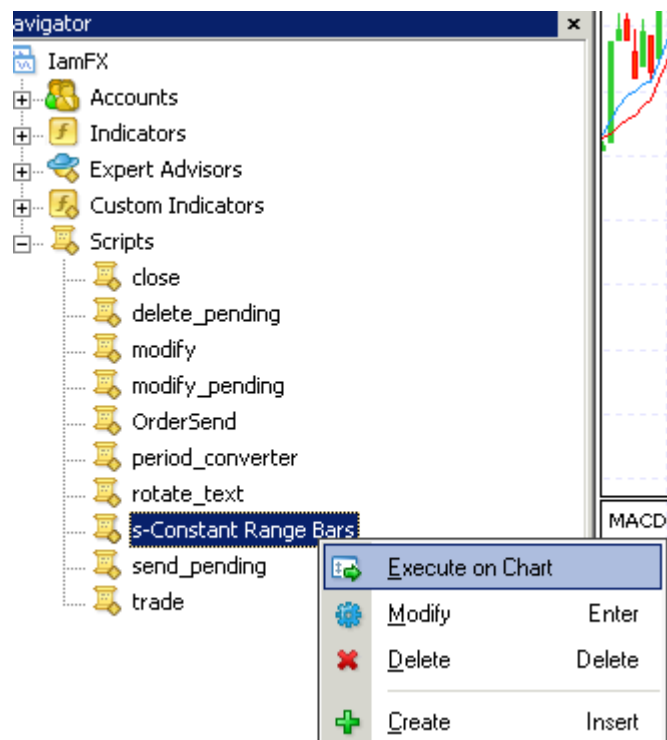 avigator
IamFX
Accounts
Indicators
Expert Advisors
Custom Indicators
Scripts
close
delete_pending
modify
modify_pending
OrderSend
period_converter
rotate_text
s-Constant Range Bars
send_pending
trade
MACD
Execute on Chart
Modify Enter
Delete Delete
Create Insert